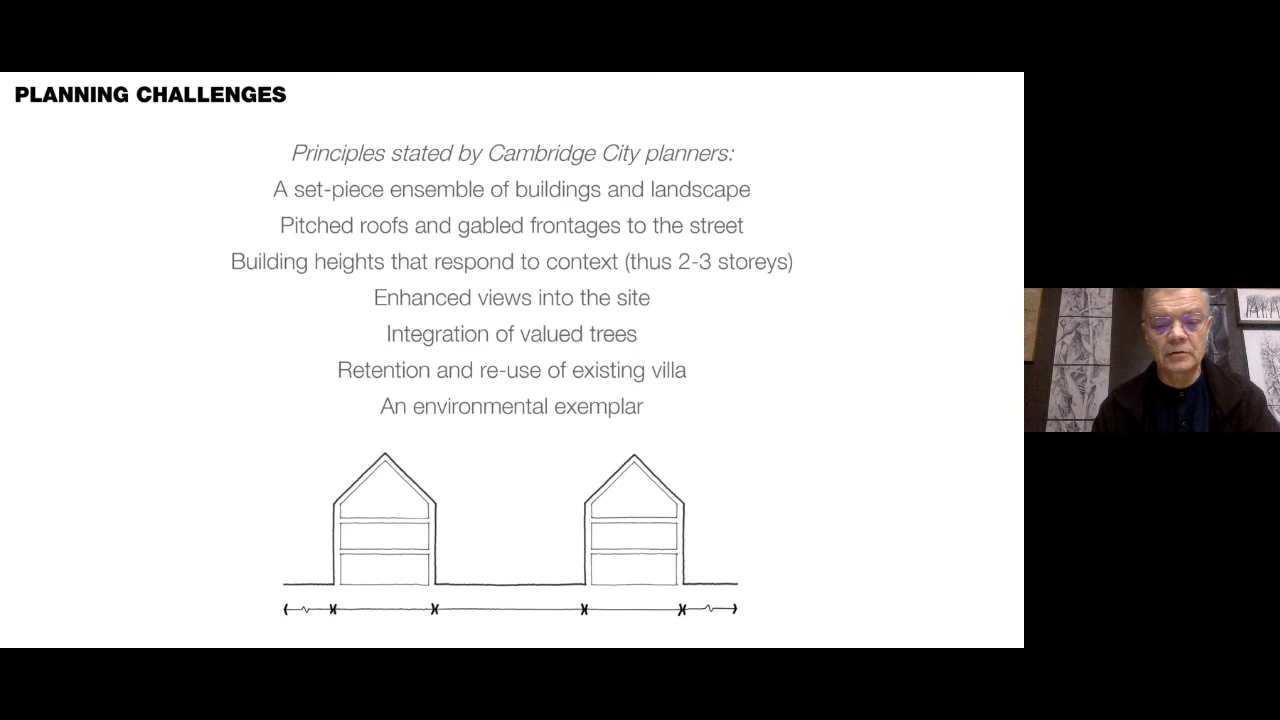 PLANNING CHALLENGES
Principles stated by Cambridge City planners:
A set-piece ensemble of buildings and landscape
Pitched roofs and gabled frontages to the street
Building heights that respond to context (thus 2-3 storeys)
Enhanced views into the site
Integration of valued trees
Retention and re-use of existing villa
An environmental exemplar